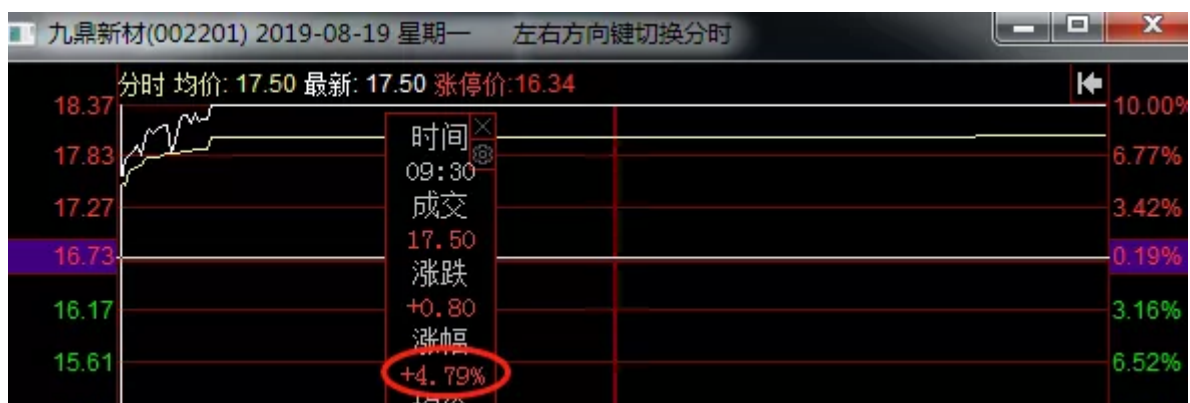 九鼎新材(002201) 2019-08-19 星期一 左右方向键切换分时
分时 均价: 17.50 最新: 17.50 涨停价:16.34
18.37
10.00%
时间
17.83
6.77%
09:30
成交
17.27
3.42%
17.50
16.73
0.19%
涨跌
+0.80
16.17
3.16%
涨幅
15.61
6.52%
+4.79%